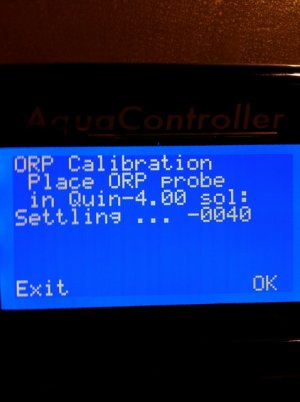 AquaController
ORP Calibration
Place ORP probe
in Quin-4.00 sol:
Settling ... -0040
Exit OK